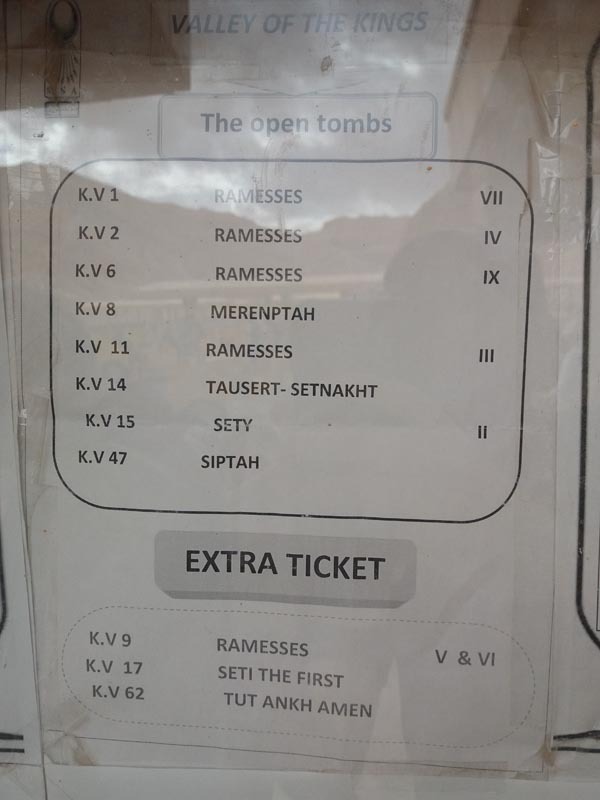 VALLEY OF THE KINGS
The open tombs
K.V 1 RAMESSES VII
K.V 2 RAMESSES IV
K.V 6 RAMESSES IX
K.V 8 MERENPTAH
K.V 11 RAMESSES III
K.V 14 TAUSERT- SETNAKHT
K.V 15 SETY II
K.V 47 SIPTAH
EXTRA TICKET
K.V 9 RAMESSES V & VI
K.V 17 SETI THE FIRST
K.V 62 TUT ANKH AMEN